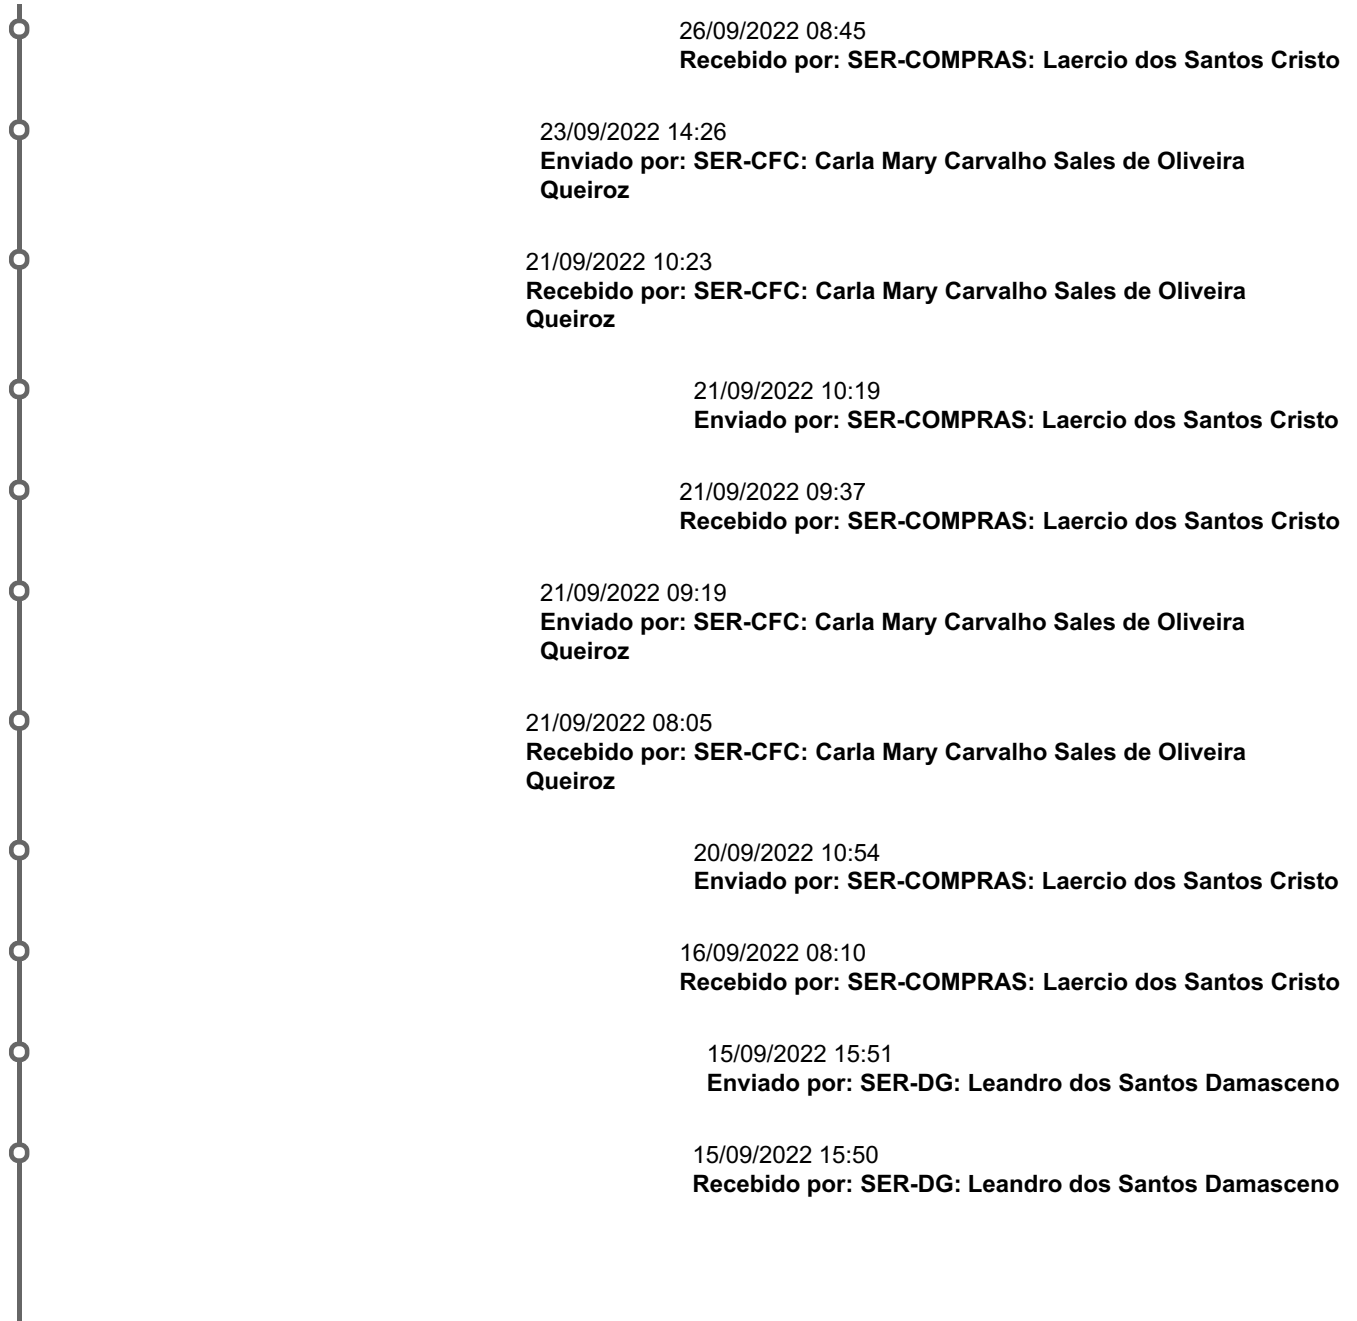 26/09/2022 08:45
Recebido por: SER-COMPRAS: Laercio dos Santos Cristo
23/09/2022 14:26
Enviado por: SER-CFC: Carla Mary Carvalho Sales de Oliveira
Queiroz
21/09/2022 10:23
Recebido por: SER-CFC: Carla Mary Carvalho Sales de Oliveira
Queiroz
21/09/2022 10:19
Enviado por: SER-COMPRAS: Laercio dos Santos Cristo
21/09/2022 09:37
Recebido por: SER-COMPRAS: Laercio dos Santos Cristo
21/09/2022 09:19
Enviado por: SER-CFC: Carla Mary Carvalho Sales de Oliveira
Queiroz
21/09/2022 08:05
Recebido por: SER-CFC: Carla Mary Carvalho Sales de Oliveira
Queiroz
20/09/2022 10:54
Enviado por: SER-COMPRAS: Laercio dos Santos Cristo
16/09/2022 08:10
Recebido por: SER-COMPRAS: Laercio dos Santos Cristo
15/09/2022 15:51
Enviado por: SER-DG: Leandro dos Santos Damasceno
15/09/2022 15:50
Recebido por: SER-DG: Leandro dos Santos Damasceno